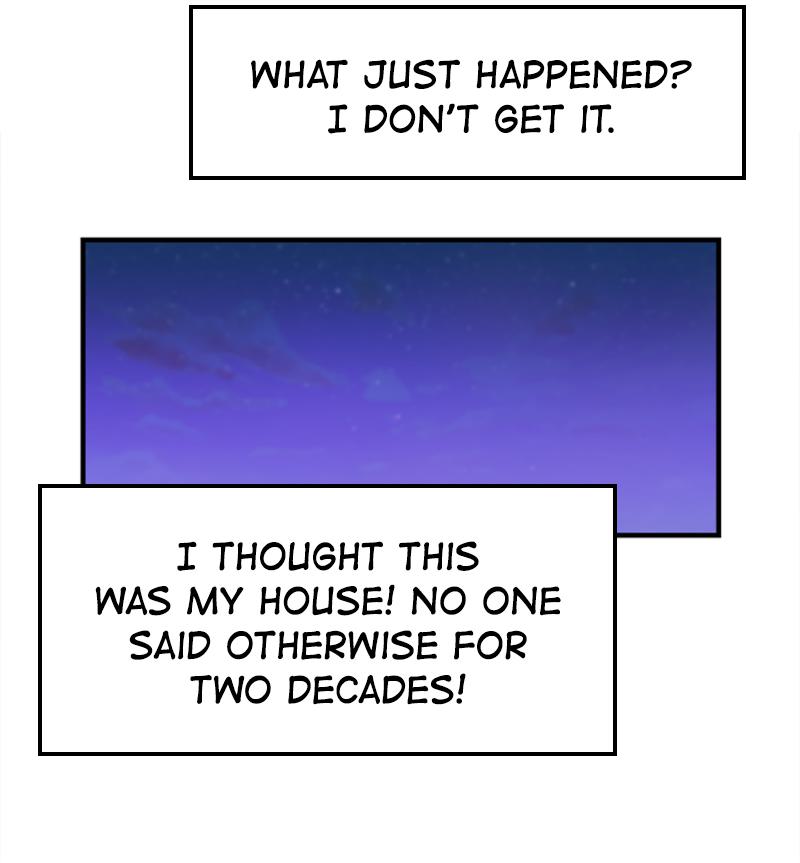 WHAT JUST HAPPENED?
I DON'T GET IT.
I THOUGHT THIS
WAS MY HOUSE! NO ONE
SAID OTHERWISE FOR
TWO DECADES!